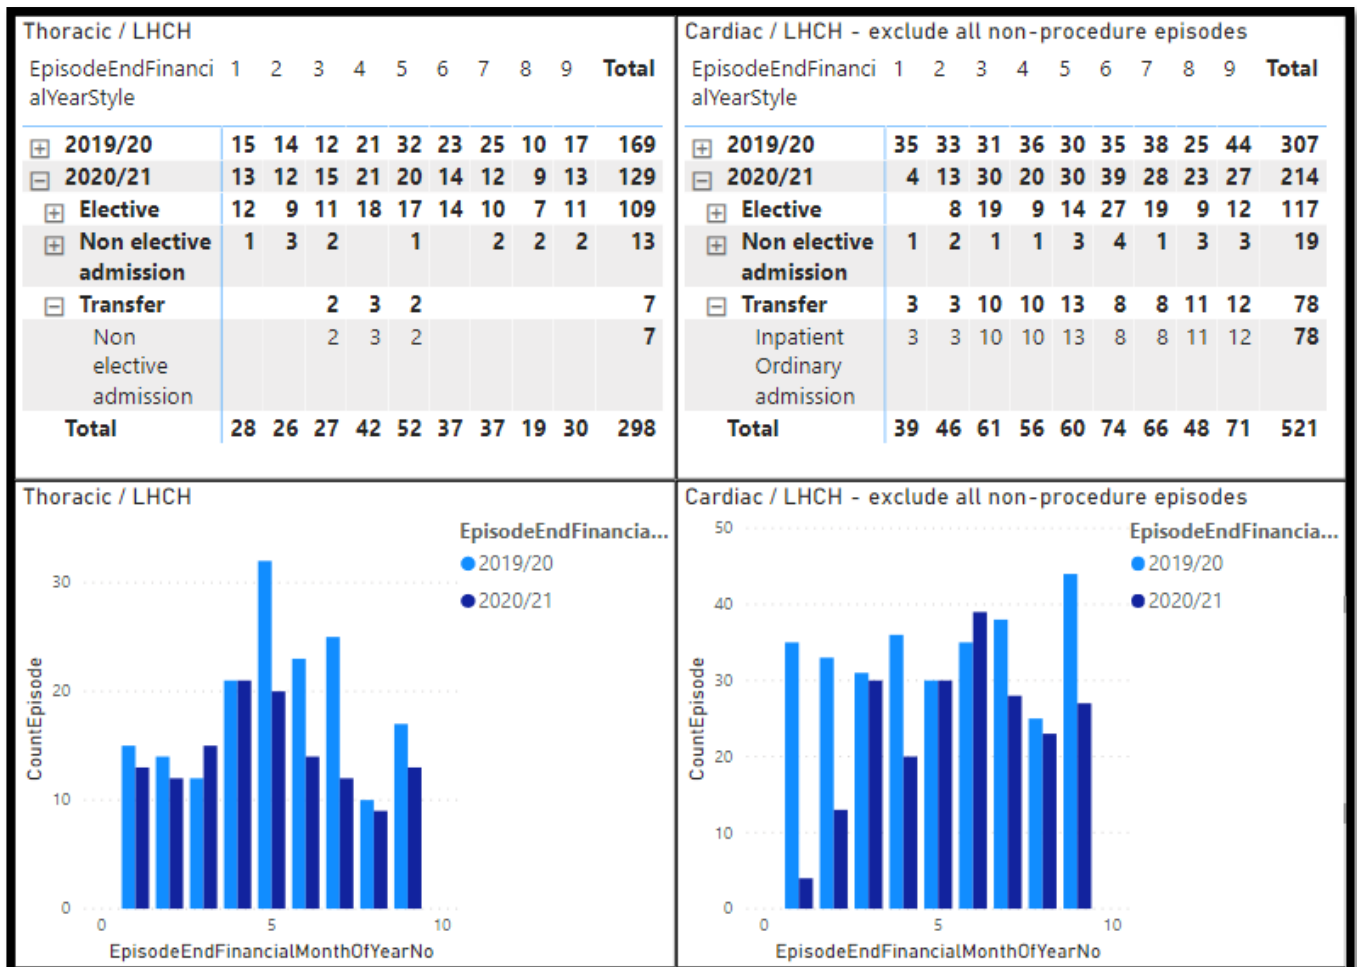 Thoracic / LHCH
EpisodeEndFinanci 1 2 3 4 5 6 7 8 9 Total
alYearStyle
2019/20 15 14 12 21 32 23 25 10 17 169
2020/21 13 12 15 21 20 14 12 9 13 129
Elective 12 9 11 18 17 14 10 7 11 109
Non elective 1 3 2 1 2 2 2 13
admission
Transfer 2 3 2 7
Non 2 3 2 7
elective
admission
Total 28 26 27 42 52 37 37 19 30 298
Cardiac / LHCH - exclude all non-procedure episodes
EpisodeEndFinanci 1 2 3 4 5 6 7 8 9 Total
alYearStyle
2019/20 35 33 31 36 30 35 38 25 44 307
2020/21 4 13 30 20 30 39 28 23 27 214
Elective 8 19 9 14 27 19 9 12 117
Non elective 1 2 1 1 3 4 1 3 3 19
admission
Transfer 3 3 10 10 13 8 8 11 12 78
Inpatient 3 3 10 10 13 8 8 11 12 78
Ordinary
admission
Total 39 46 61 56 60 74 66 48 71 521
Thoracic / LHCH
EpisodeEndFinancia...
2019/20
2020/21
CountEpisode
30
20
10
0
0 5 10
EpisodeEndFinancialMonthOfYearNo
Cardiac / LHCH - exclude all non-procedure episodes
EpisodeEndFinancia...
2019/20
2020/21
CountEpisode
50
40
30
20
10
0
0 5 10
EpisodeEndFinancialMonthOfYearNo